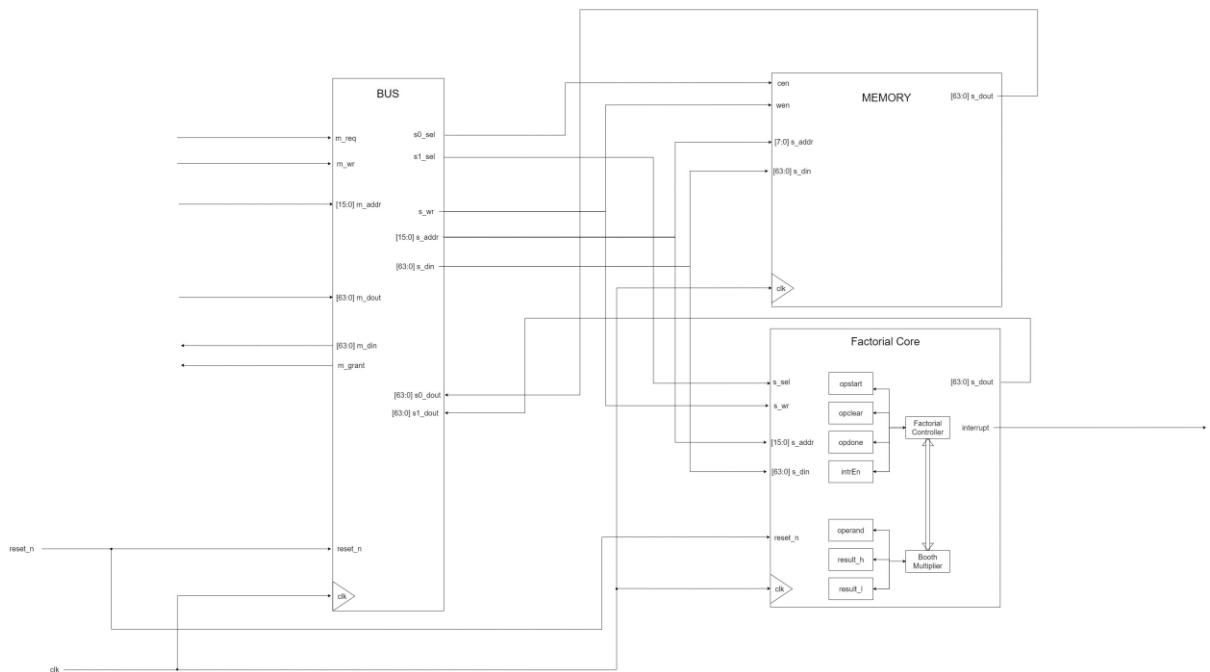 BUS
m_req
m_wr
[15:0] m_addr
[63:0] m_dout
[63:0] m_din
m_grant
reset_n
clk
s0_sel
s1_sel
s_wr
[15:0] s_addr
[63:0] s_din
[63:0] s0_dout
[63:0] s1_dout
MEMORY
cen
wen
[7:0] s_addr
[63:0] s_din
clk
[63:0] s_dout
Factorial Core
s_sel
s_wr
[15:0] s_addr
[63:0] s_din
reset_n
clk
opstart
opclear
opdone
intrEn
operand
result_h
result_l
Factorial
Controller
Booth
Multiplier
[63:0] s_dout
interrupt
reset_n
clk